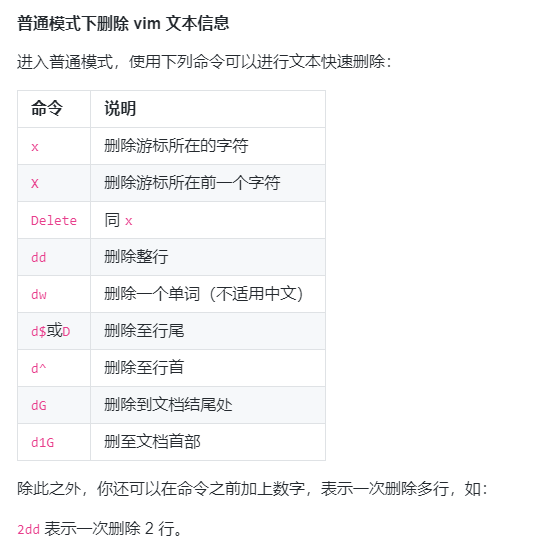 普通模式下删除 vim 文本信息
进入普通模式，使用下列命令可以进行文本快速删除：
命令 说明
x 删除游标所在的字符
X 删除游标所在前一个字符
Delete 同 x
dd 删除整行
dw 删除一个单词（不适用中文）
d$或D 删除至行尾
d^ 删除至行首
dG 删除到文档结尾处
d1G 删至文档首部
除此之外，你还可以在命令之前加上数字，表示一次删除多行，如：
2dd 表示一次删除 2 行。